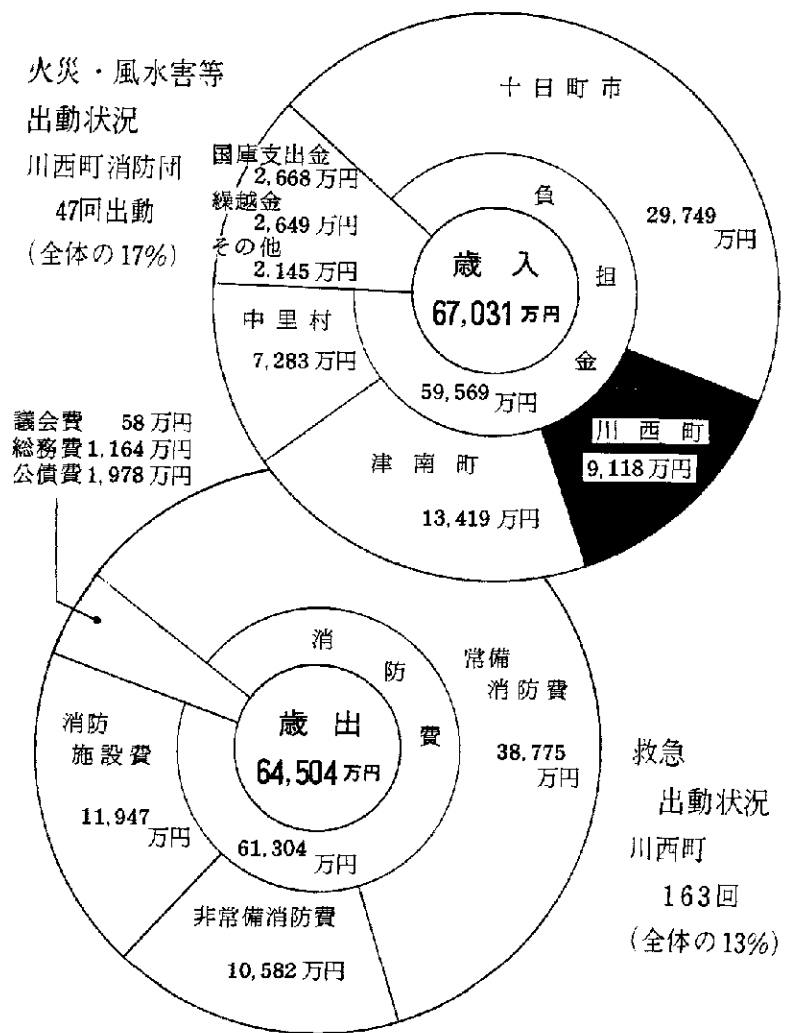 火災・風水害等
出動状況
川西町消防団
47回出動
(全体の17%)
十日町市
29,749
万円
国庫支出金
2,668万円
繰越金
2,649万円
その他
2.145万円
中里村
7,283万円
負担金
59,569
万円
歳入
67,031万円
川西町
9,118万円
津南町
13,419万円
議会費 58万円
総務費 1,164万円
公債費 1,978万円
消防費
61,304
万円
歳出
64,504万円
常備
消防費
38,775
万円
消防
施設費
11,947
万円
非常備消防費
10,582万円
救急
出動状況
川西町
163回
(全体の13%)